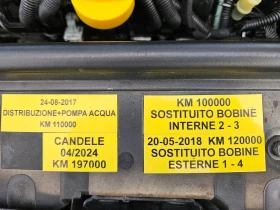 24-08-2017
DISTRIBUZIONE+POMPA ACQUA
KM 110000
CANDELE
04/2024
KM 197000
KM 100000
SOSTITUITO BOBINE
INTERNE 2 - 3
20-05-2018 KM 120000
SOSTITUITO BOBINE
ESTERNE 1 - 4